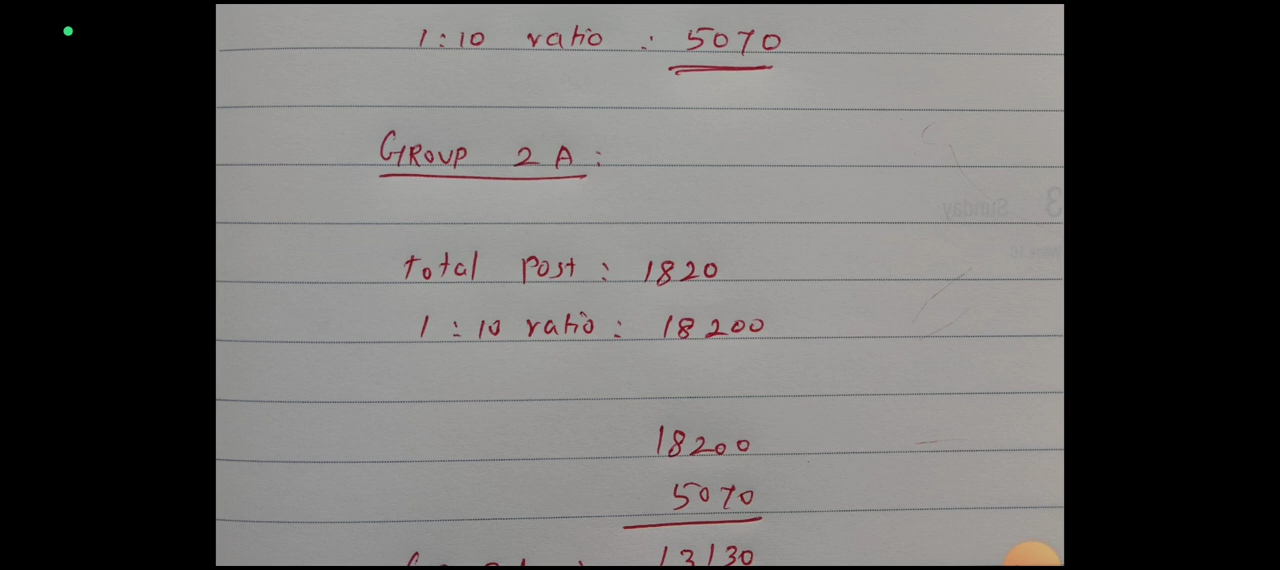 1:10 ratio : 5070
GROUP 2 A :
Total Post : 1820
1 : 10 ratio : 18200
18200
5070
13130